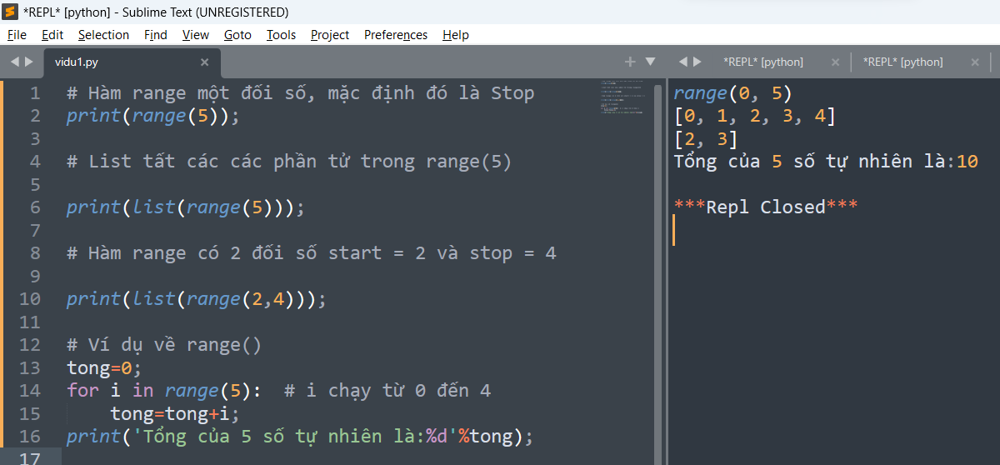 *REPL* [python] - Sublime Text (UNREGISTERED)
File Edit Selection Find View Goto Tools Project Preferences Help
vidu1.py
*REPL* [python] *REPL* [python]
1 # Hàm range một đối số, mặc định đó là Stop
2 print(range(5));
3
4 # List tất các các phần tử trong range(5)
5
6 print(list(range(5)));
7
8 # Hàm range có 2 đối số start = 2 và stop = 4
9
10 print(list(range(2,4)));
11
12 # Ví dụ về range()
13 tong=0;
14 for i in range(5):  # i chạy từ 0 đến 4
15     tong=tong+i;
16 print('Tổng của 5 số tự nhiên là:%d'%tong);
17
range(0, 5)
[0, 1, 2, 3, 4]
[2, 3]
Tổng của 5 số tự nhiên là:10
***Repl Closed***